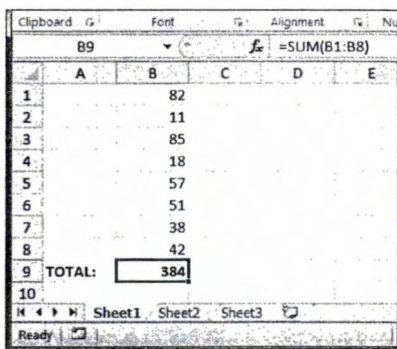 Clipboard Font Alignment Nu
B9 fx =SUM(B1:B8)
A B C D E
1 82
2 11
3 85
4 18
5 57
6 51
7 38
8 42
9 TOTAL: 384
10
Sheet1 Sheet2 Sheet3
Ready